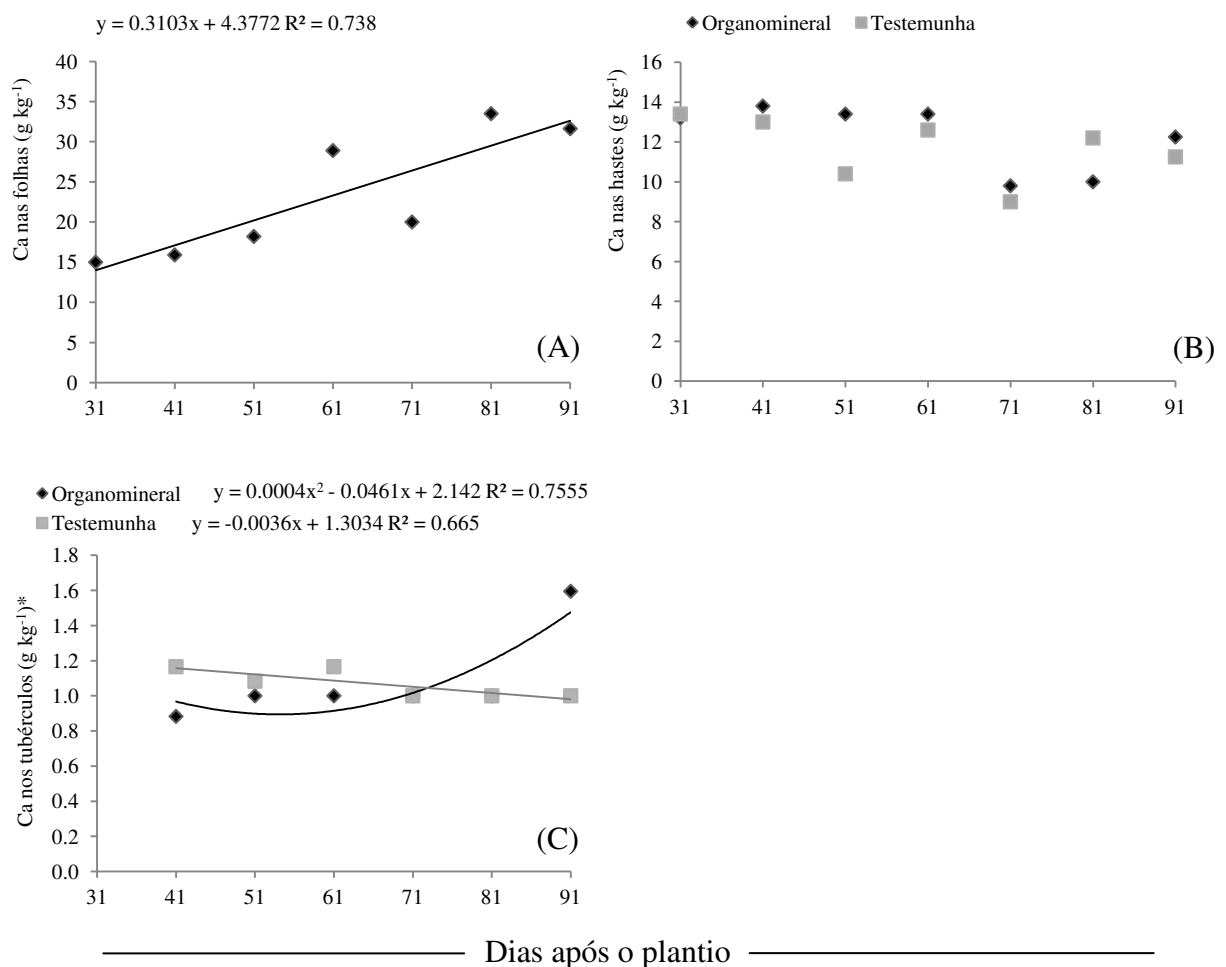 y = 0.3103x + 4.3772 R² = 0.738
Ca nas folhas (g kg⁻¹)
40
35
30
25
20
15
10
5
0
31 41 51 61 71 81 91
(A)
Organomineral Testemunha
Ca nas hastes (g kg⁻¹)
16
14
12
10
8
6
4
2
0
31 41 51 61 71 81 91
(B)
Organomineral y = 0.0004x² - 0.0461x + 2.142 R² = 0.7555
Testemunha y = -0.0036x + 1.3034 R² = 0.665
Ca nos tubérculos (g kg⁻¹)*
1.8
1.6
1.4
1.2
1.0
0.8
0.6
0.4
0.2
0.0
31 41 51 61 71 81 91
(C)
Dias após o plantio